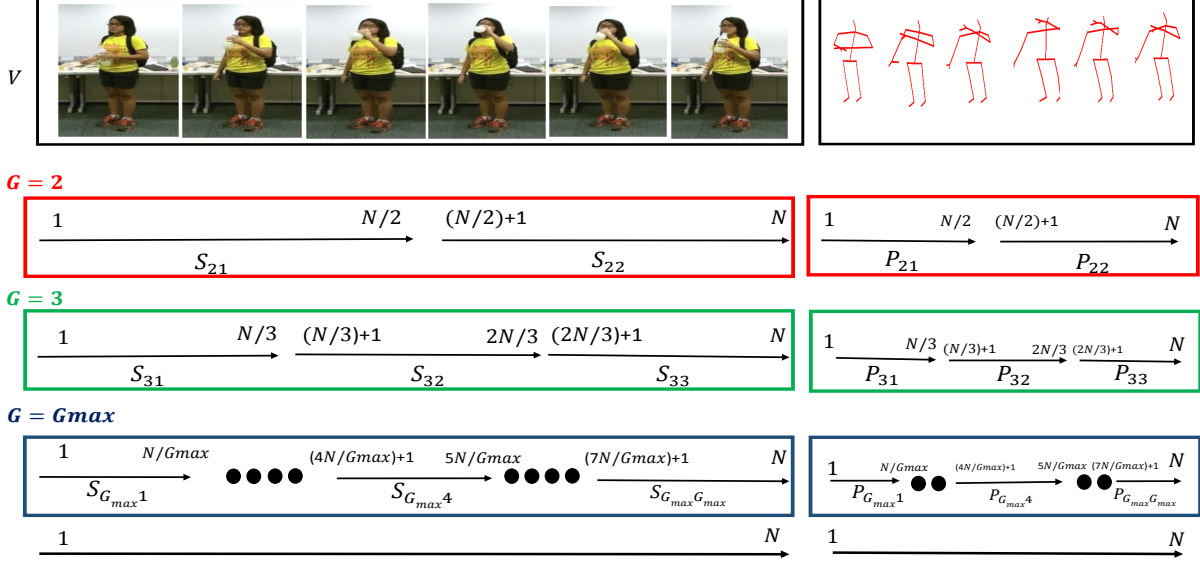 V
G = 2
1 N/2 (N/2)+1 N
S21 S22
1 N/2 (N/2)+1 N
P21 P22
G = 3
1 N/3 (N/3)+1 2N/3 (2N/3)+1 N
S31 S32 S33
1 N/3 (N/3)+1 2N/3 (2N/3)+1 N
P31 P32 P33
G = Gmax
1 N/Gmax (4N/Gmax)+1 5N/Gmax (7N/Gmax)+1 N
SGmax1 SGmax4 SGmaxGmax
1 N/Gmax (4N/Gmax)+1 5N/Gmax (7N/Gmax)+1 N
PGmax1 PGmax4 PGmaxGmax
1 N
1 N